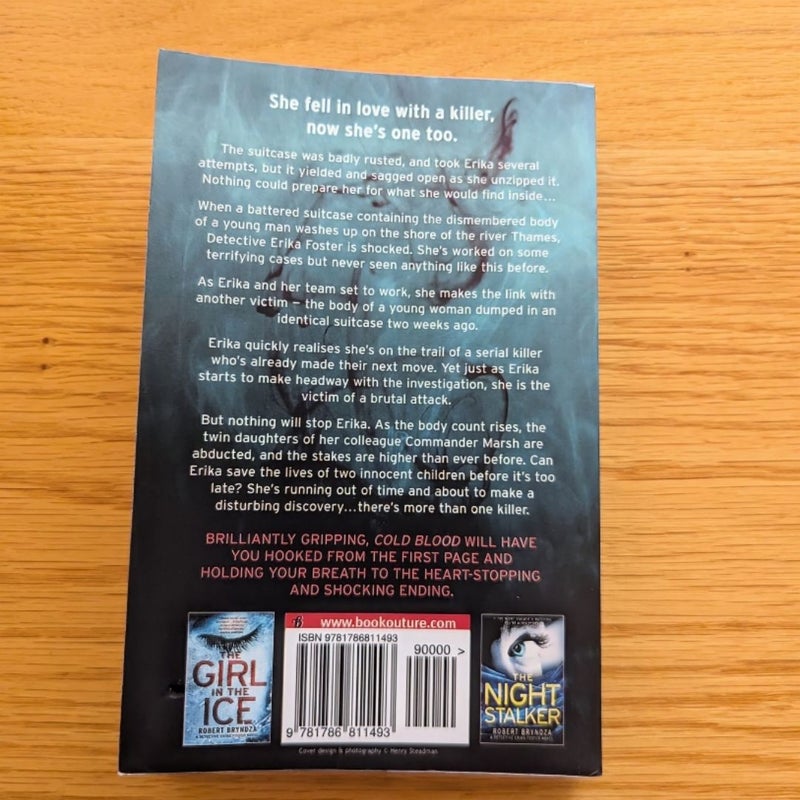 She fell in love with a killer,
now she's one too.
The suitcase was badly rusted, and took Erika several
attempts, but it yielded and sagged open as she unzipped it.
Nothing could prepare her for what she would find inside...
When a battered suitcase containing the dismembered body
of a young man washes up on the shore of the river Thames,
Detective Erika Foster is shocked. She's worked on some
terrifying cases but never seen anything like this before.
As Erika and her team set to work, she makes the link with
another victim – the body of a young woman dumped in an
identical suitcase two weeks ago.
Erika quickly realises she's on the trail of a serial killer
who's already made their next move. Yet just as Erika
starts to make headway with the investigation, she is the
victim of a brutal attack.
But nothing will stop Erika. As the body count rises, the
twin daughters of her colleague Commander Marsh are
abducted, and the stakes are higher than ever before. Can
Erika save the lives of two innocent children before it's too
late? She's running out of time and about to make a
disturbing discovery...there's more than one killer.
BRILLIANTLY GRIPPING, COLD BLOOD WILL HAVE
YOU HOOKED FROM THE FIRST PAGE AND
HOLDING YOUR BREATH TO THE HEART-STOPPING
AND SHOCKING ENDING.
THE
GIRL
IN THE
ICE
ROBERT BRYNDZA
www.bookouture.com
ISBN 9781786811493
90000 >
9 781786 811493
THE
NIGHT
STALKER
ROBERT BRYNDZA
Cover design & photography © Henry Steadman